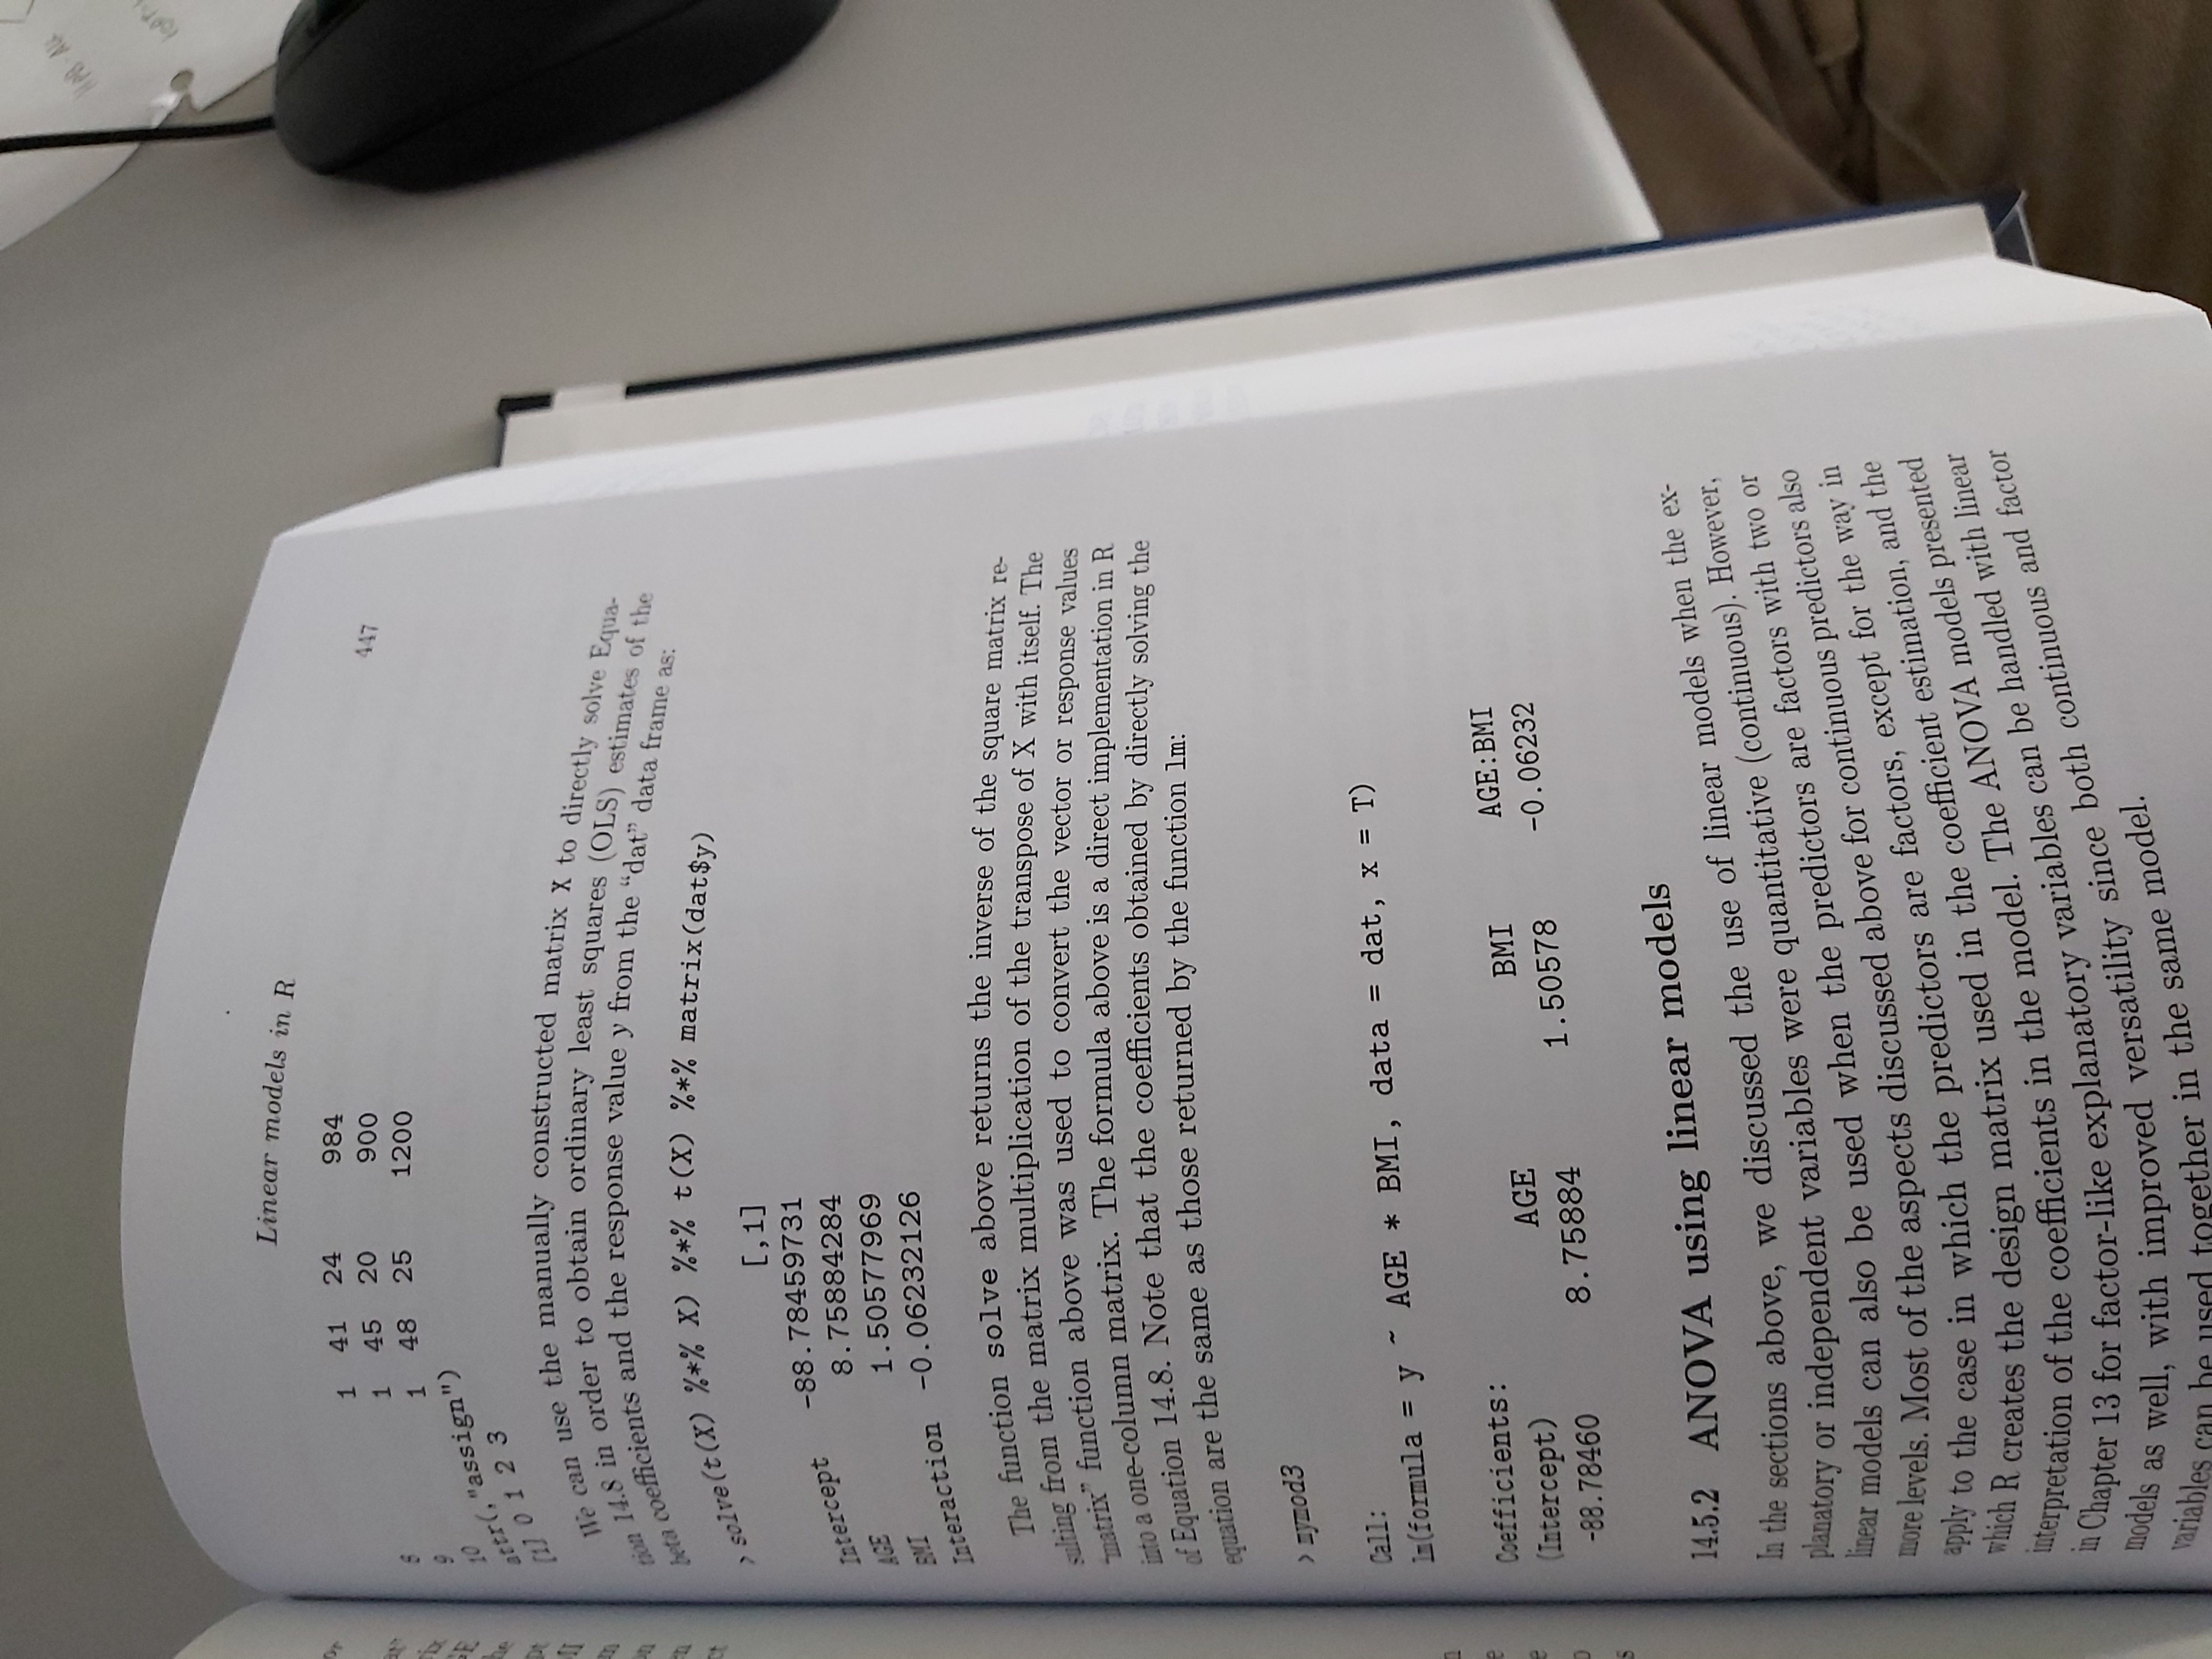 Linear models in R
447
8 1 41 24 984
9 1 45 20 900
10 1 48 25 1200
attr(,"assign")
[1] 0 1 2 3
We can use the manually constructed matrix X to directly solve Equa-
tion 14.8 in order to obtain ordinary least squares (OLS) estimates of the
beta coefficients and the response value y from the “dat” data frame as:
> solve(t(X) %*% X) %*% t(X) %*% matrix(dat$y)
[,1]
Intercept -88.78459731
AGE 8.75884284
BMI 1.50577969
Interaction -0.06232126
The function solve above returns the inverse of the square matrix re-
sulting from the matrix multiplication of the transpose of X with itself. The
“matrix” function above was used to convert the vector or response values
into a one-column matrix. The formula above is a direct implementation in R
of Equation 14.8. Note that the coefficients obtained by directly solving the
equation are the same as those returned by the function lm:
> mymod3
Call:
lm(formula = y ~ AGE * BMI, data = dat, x = T)
Coefficients:
(Intercept) AGE BMI AGE:BMI
-88.78460 8.75884 1.50578 -0.06232
14.5.2 ANOVA using linear models
In the sections above, we discussed the use of linear models when the ex-
planatory or independent variables were quantitative (continuous). However,
linear models can also be used when the predictors are factors with two or
more levels. Most of the aspects discussed above for continuous predictors also
apply to the case in which the predictors are factors, except for the way in
which R creates the design matrix used in the coefficient estimation, and the
interpretation of the coefficients in the model. The ANOVA models presented
in Chapter 13 for factor-like explanatory variables can be handled with linear
models as well, with improved versatility since both continuous and factor
variables can be used together in the same model.